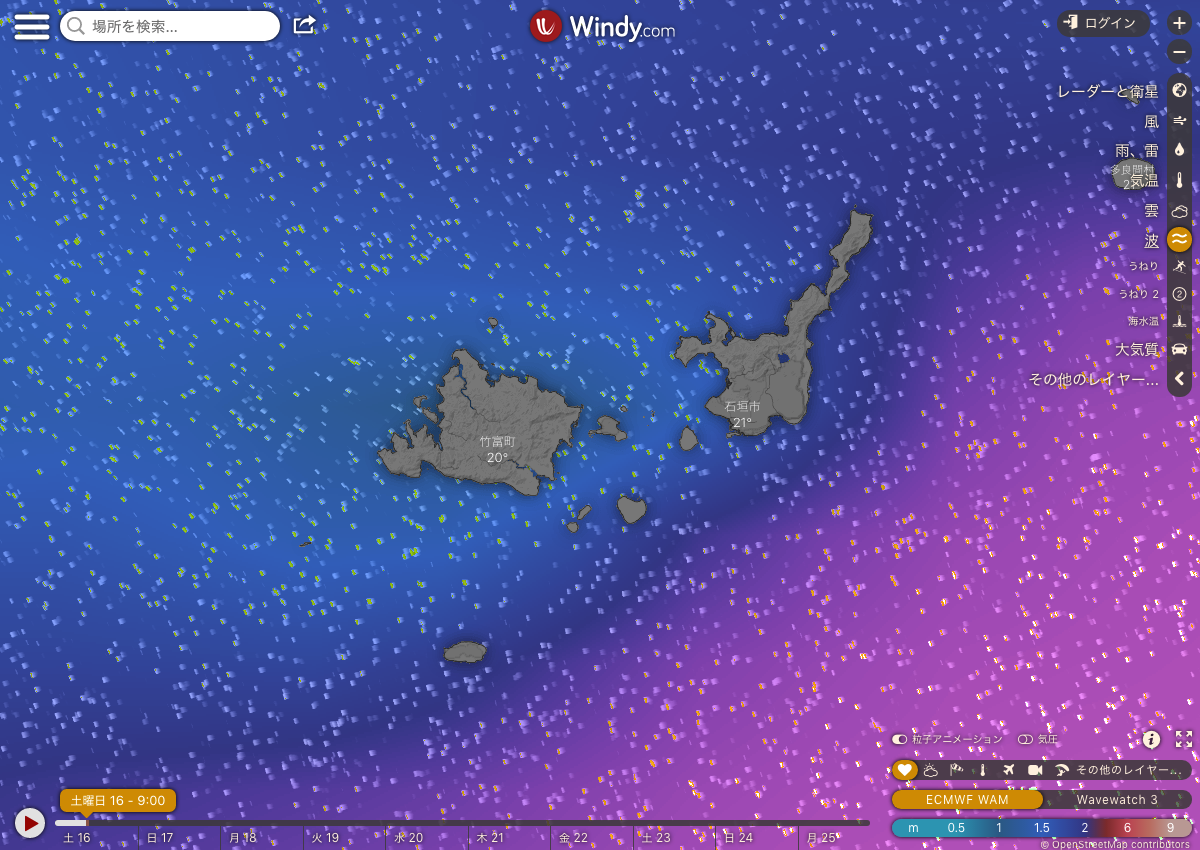 場所を検索...
Windy.com
ログイン
レーダーと衛星
風
雨、雷
多良間村
気温
雲
波
うねり
うねり 2
海水温
大気質
その他のレイヤー...
石垣市
21°
竹富町
20°
粒子アニメーション 気圧
その他のレイヤー...
土曜日 16 - 9:00
ECMWF WAM Wavewatch 3
土 16 日 17 月 18 火 19 水 20 木 21 金 22 土 23 日 24 月 25
m 0.5 1 1.5 2 6 9
© OpenStreetMap contributors